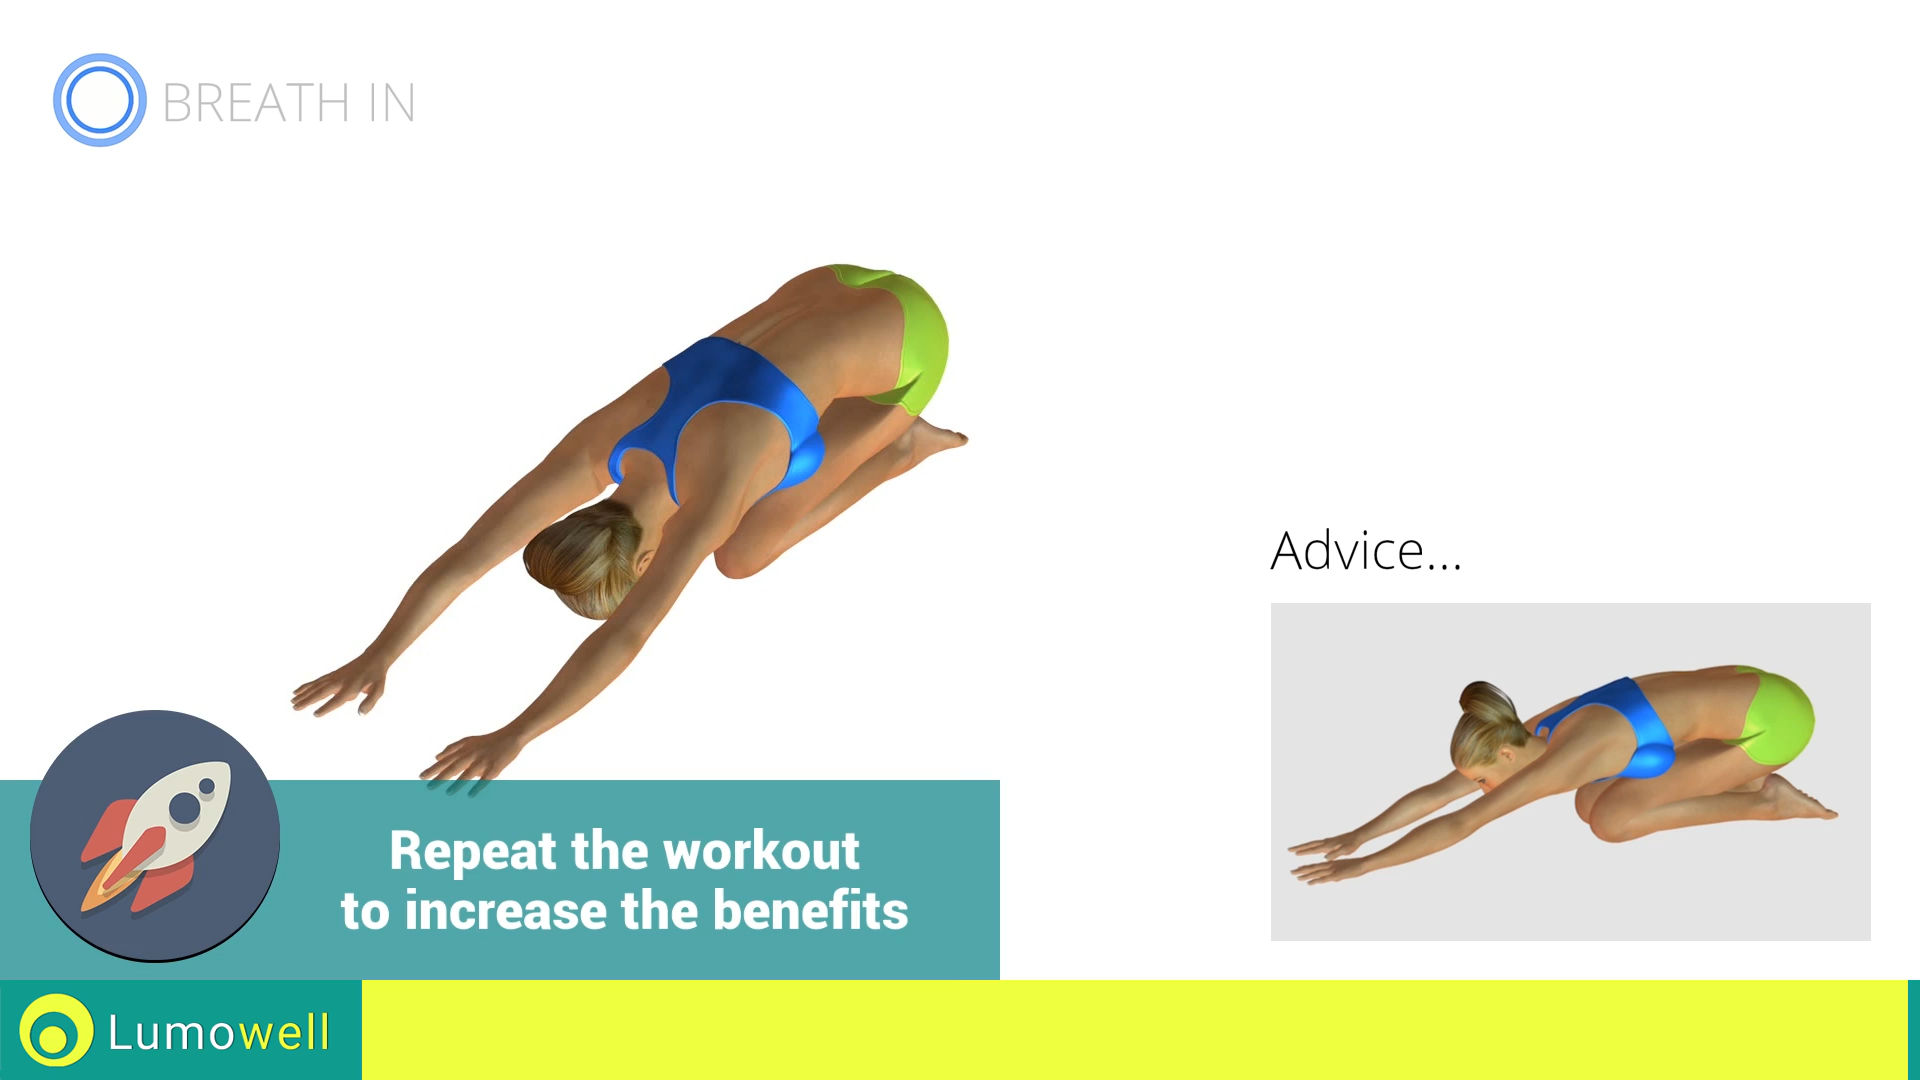 BREATH IN
Advice...
Repeat the workout
to increase the benefits
Lumowell